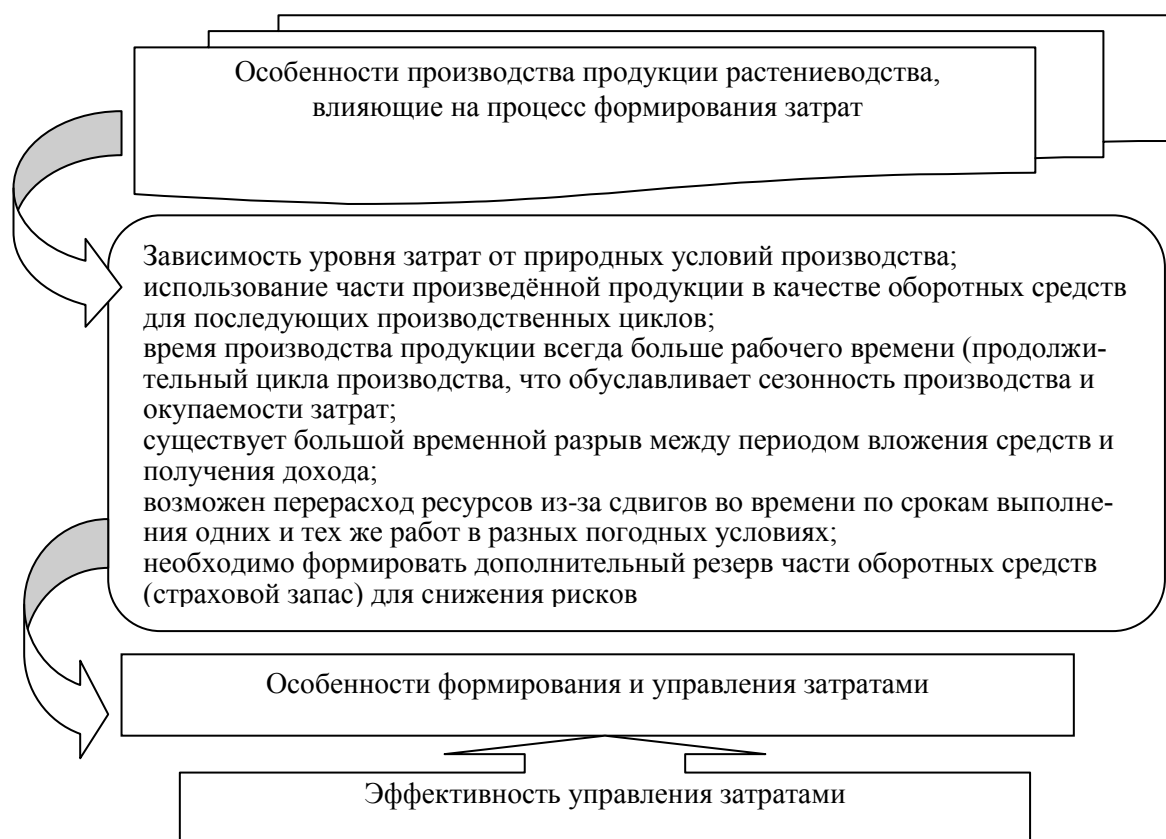 Особенности производства продукции растениеводства,
влияющие на процесс формирования затрат
Зависимость уровня затрат от природных условий производства;
использование части произведённой продукции в качестве оборотных средств
для последующих производственных циклов;
время производства продукции всегда больше рабочего времени (продолжи-
тельный цикла производства, что обуславливает сезонность производства и
окупаемости затрат;
существует большой временной разрыв между периодом вложения средств и
получения дохода;
возможен перерасход ресурсов из-за сдвигов во времени по срокам выполне-
ния одних и тех же работ в разных погодных условиях;
необходимо формировать дополнительный резерв части оборотных средств
(страховой запас) для снижения рисков
Особенности формирования и управления затратами
Эффективность управления затратами